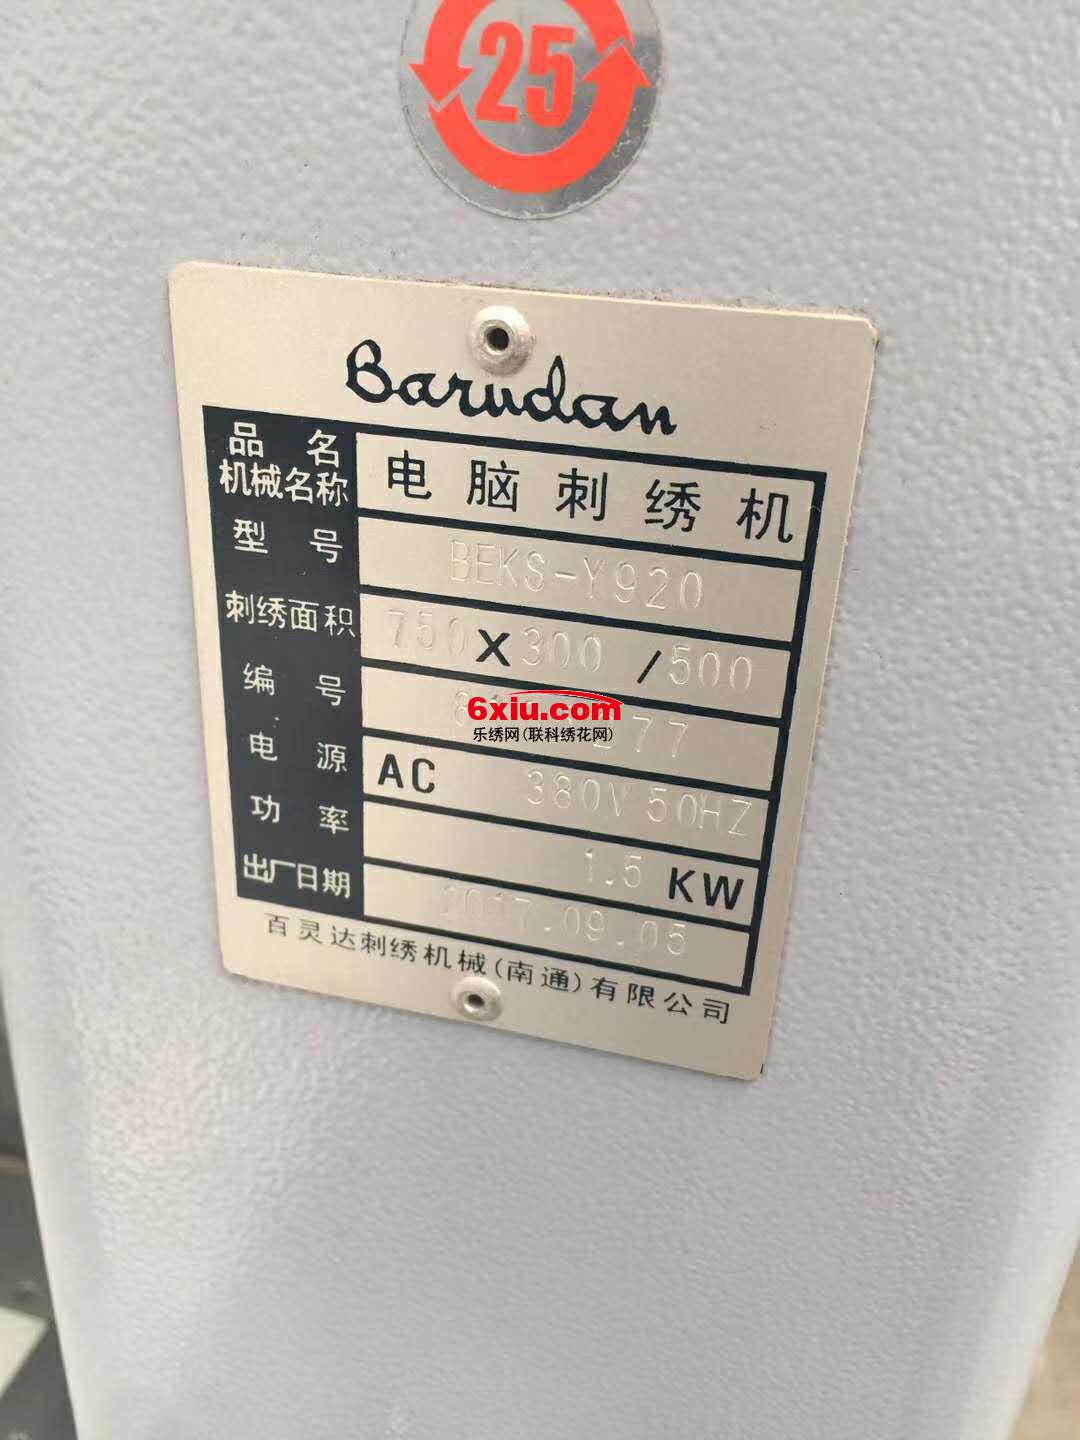 25
Barudan
品名
机械名称 电脑刺绣机
型号 BEKS-Y920
刺绣面积 750X300 /500
编号
电源 AC 380V 50HZ
功率 1.5 KW
出厂日期 2017.09.05
百灵达刺绣机械(南通)有限公司
6xiu.com
乐绣网(联科绣花网)